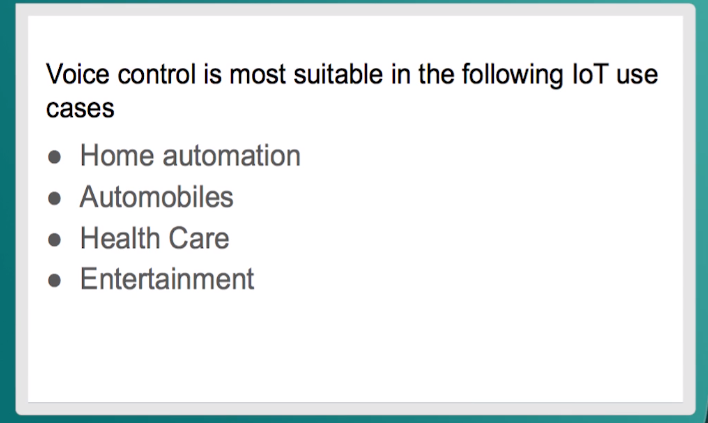 Voice control is most suitable in the following IoT use
cases
● Home automation
● Automobiles
● Health Care
● Entertainment